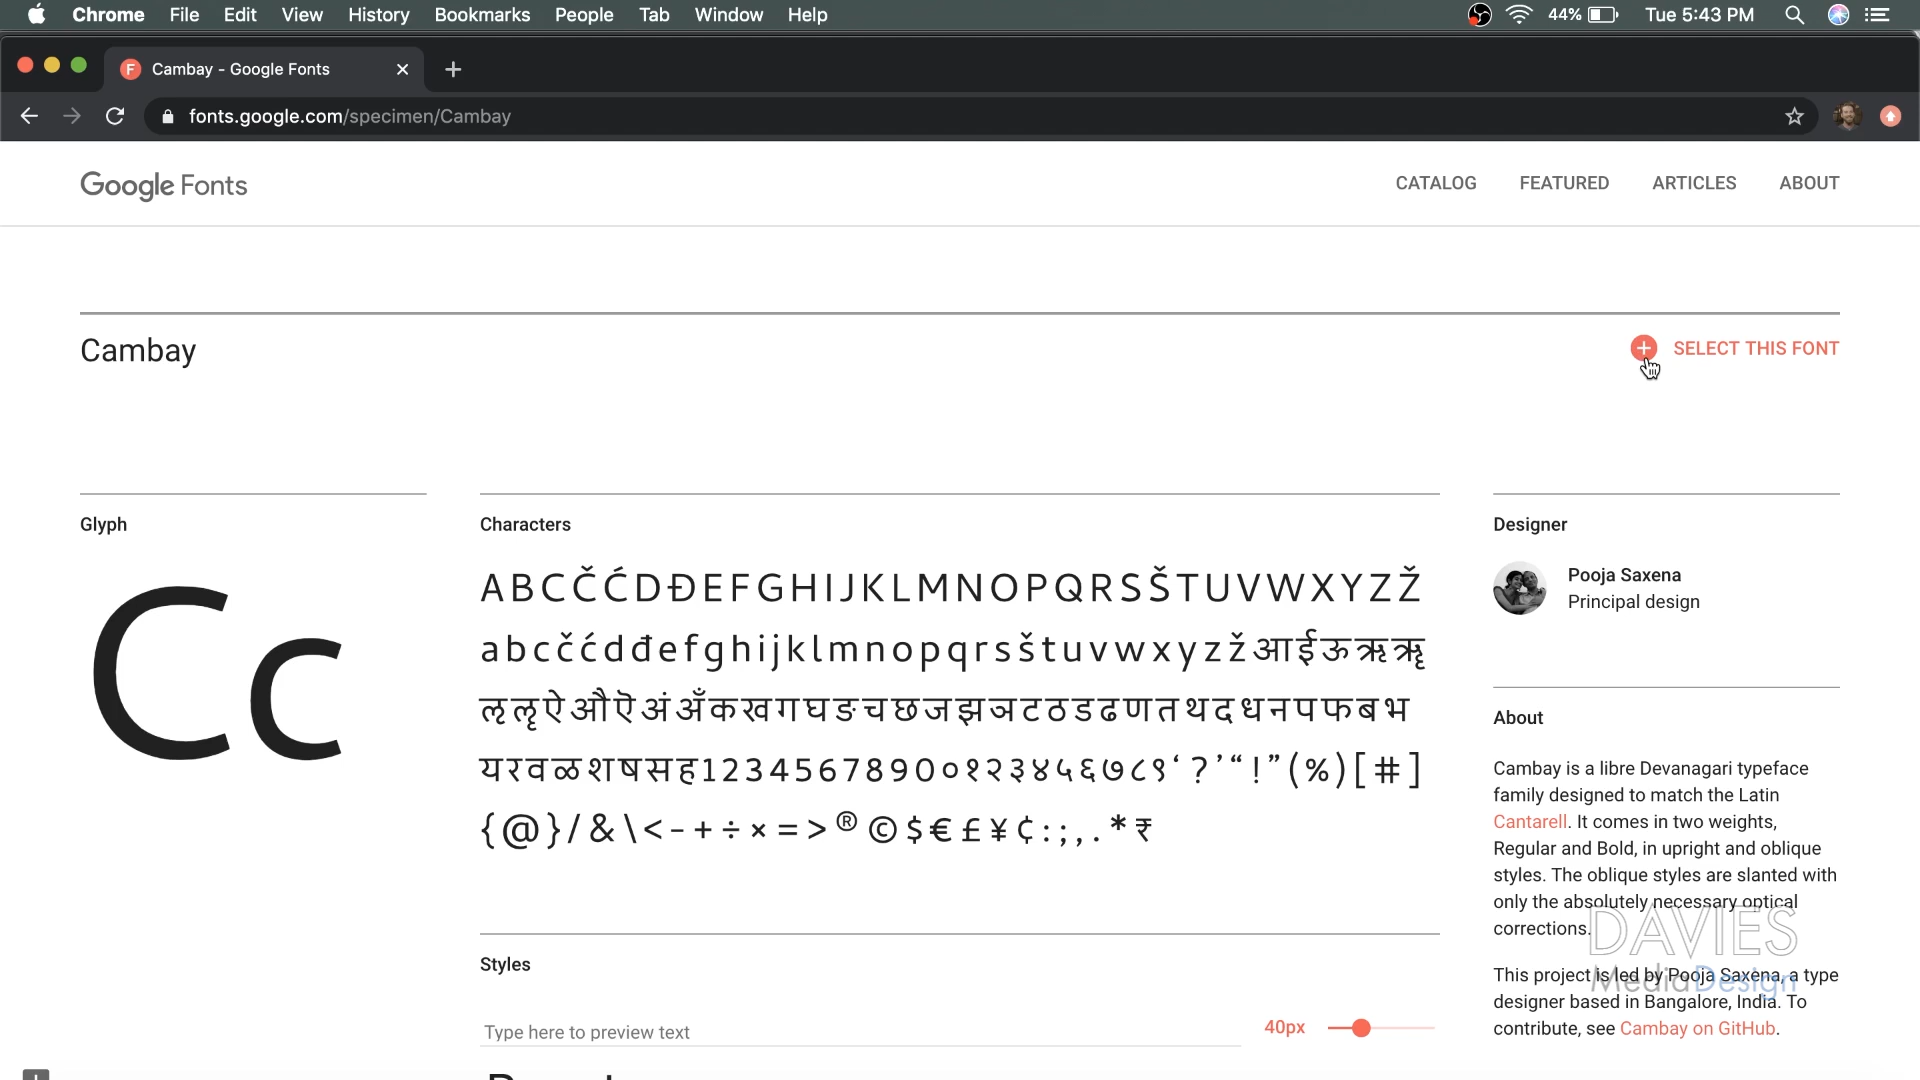 Chrome File Edit View History Bookmarks People Tab Window Help 44% Tue 5:43 PM
F Cambay - Google Fonts
fonts.google.com/specimen/Cambay
Google Fonts CATALOG FEATURED ARTICLES ABOUT
Cambay SELECT THIS FONT
Glyph
Cc
Characters
ABCČĆDĐEFGHIJKLMNOPQRSŠTUVWXYZŽ
abcčćdđefghijklmnopqrsštuvwxyzžआईऊऋॠ
ऌॡऐऔऎअंअँकखगघङचछजझञटठडढणतथदधनपफबभ
यरवळशषसह1234567890०१२३४५६७८९‘?’“!”(%)[#]
{@}/&\<-+÷×=>®©$€£¥¢:;,.*₹
Styles
Type here to preview text
40px
Designer
Pooja Saxena
Principal design
About
Cambay is a libre Devanagari typeface
family designed to match the Latin
Cantarell. It comes in two weights,
Regular and Bold, in upright and oblique
styles. The oblique styles are slanted with
only the absolutely necessary optical
corrections.
This project is led by Pooja Saxena, a type
designer based in Bangalore, India. To
contribute, see Cambay on GitHub.
DAVIES
MediaDesign